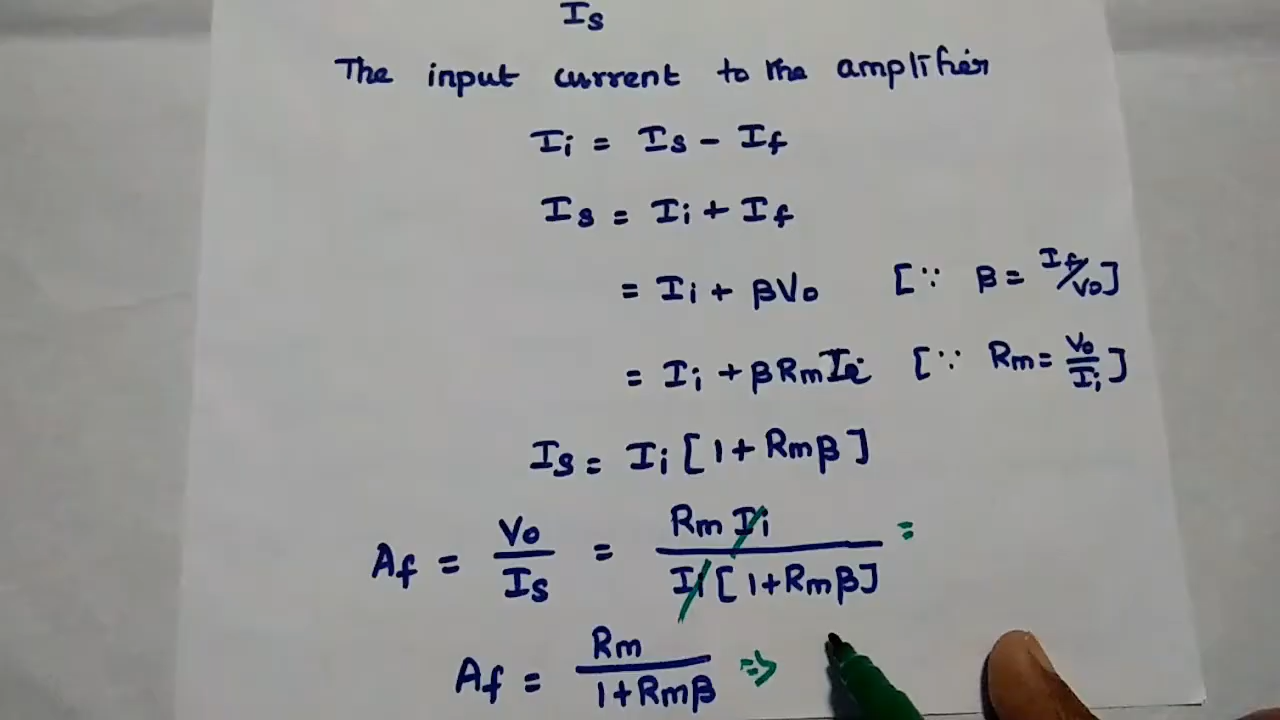 Is
The input current to the amplifier
Ii = Is - If
Is = Ii + If
= Ii + βVo [∵ β = If/Vo]
= Ii + βRmIi [∵ Rm = Vo/Ii]
Is = Ii [1 + Rmβ]
Af = Vo/Is = RmIi/Ii[1+Rmβ] =
Af = Rm/1+Rmβ ⇒